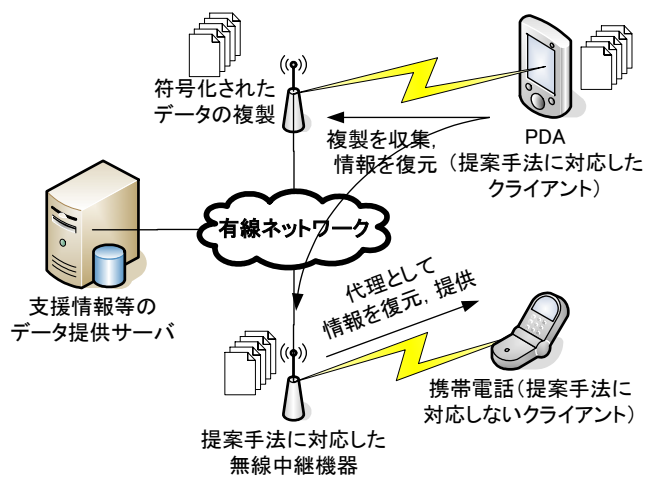 符号化された
データの複製
複製を収集,
情報を復元
PDA
(提案手法に対応した
クライアント)
有線ネットワーク
支援情報等の
データ提供サーバ
代理として
情報を復元, 提供
携帯電話(提案手法に
対応しないクライアント)
提案手法に対応した
無線中継機器